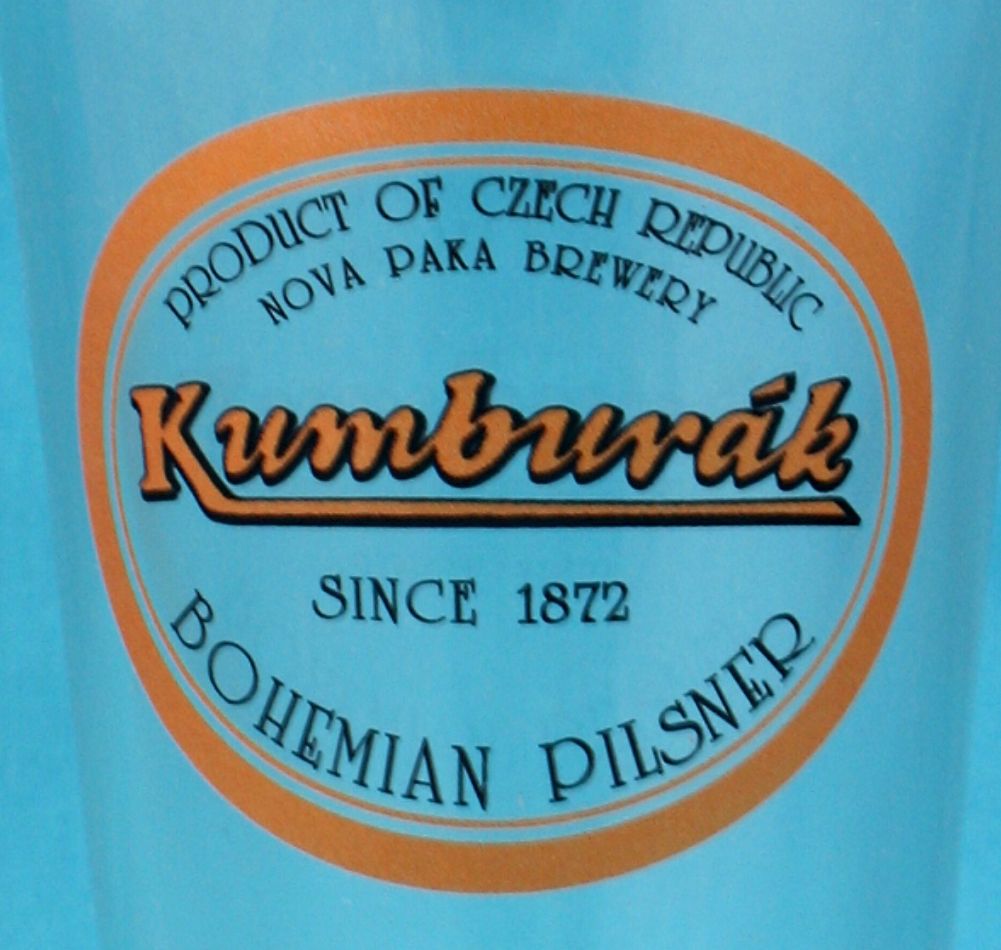 PRODUCT OF CZECH REPUBLIC
NOVA PAKA BREWERY
Kumburák
SINCE 1872
BOHEMIAN PILSNER